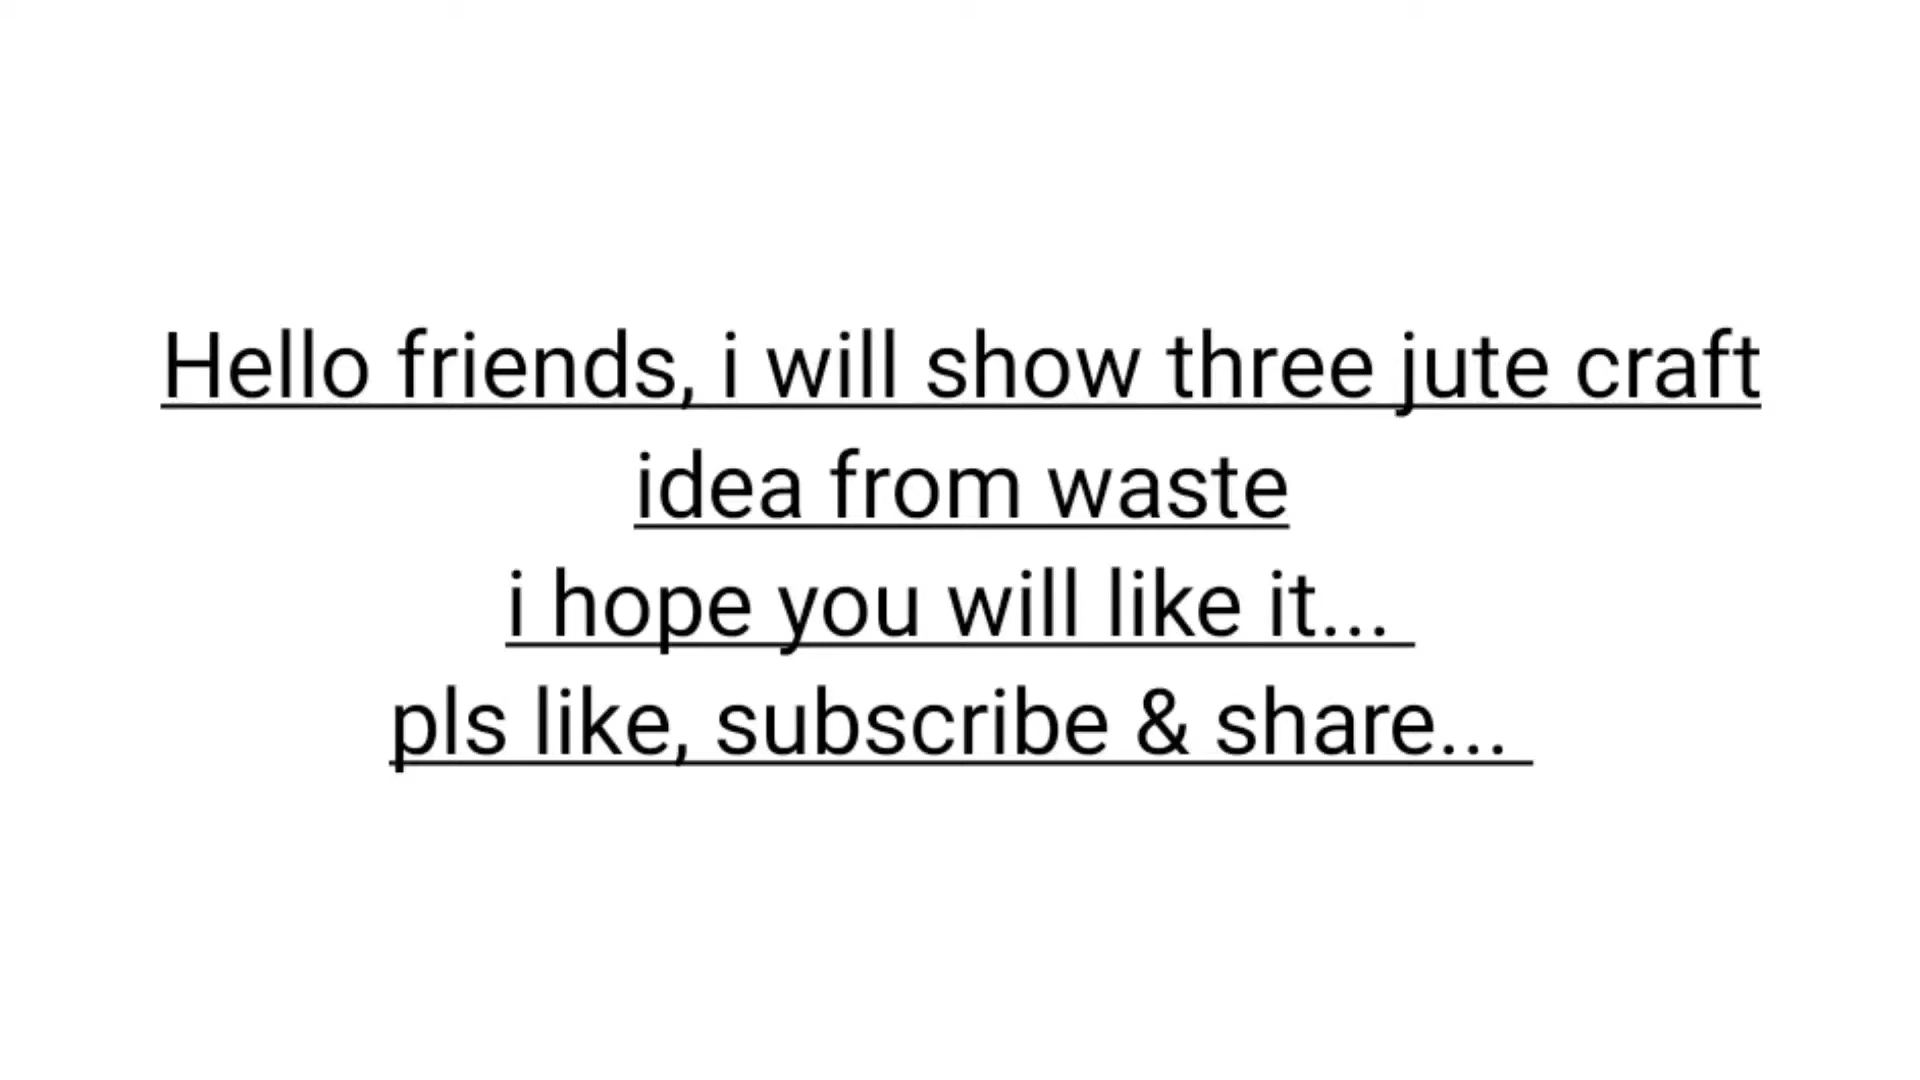 Hello friends, i will show three jute craft
idea from waste
i hope you will like it...
pls like, subscribe & share...